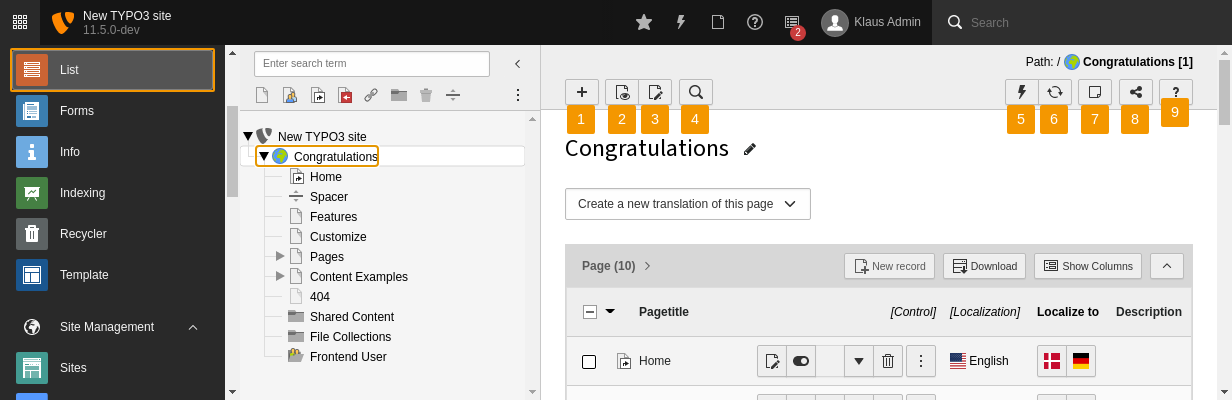 New TYPO3 site
11.5.0-dev
2
Klaus Admin
Search
List
Forms
Info
Indexing
Recycler
Template
Site Management
Sites
Enter search term
New TYPO3 site
Congratulations
Home
Spacer
Features
Customize
Pages
Content Examples
404
Shared Content
File Collections
Frontend User
Path: / Congratulations [1]
1 2 3 4 5 6 7 8 9
Congratulations
Create a new translation of this page
Page (10)
New record
Download
Show Columns
Pagetitle [Control] [Localization] Localize to Description
Home English